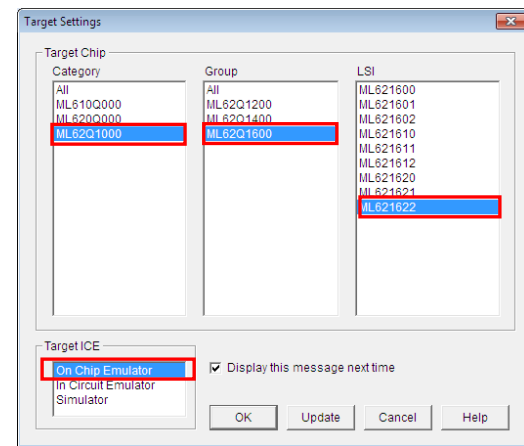 Target Settings
Target Chip
Category
All
ML610Q000
ML620Q000
ML62Q1000
Group
All
ML62Q1200
ML62Q1400
ML62Q1600
LSI
ML621600
ML621601
ML621602
ML621610
ML621611
ML621612
ML621620
ML621621
ML621622
Target ICE
On Chip Emulator
In Circuit Emulator
Simulator
Display this message next time
OK
Update
Cancel
Help